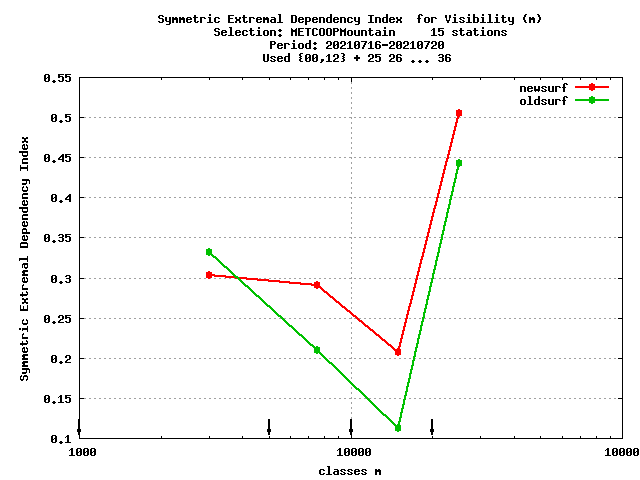 Symmetric Extremal Dependency Index  for Visibility (m)
Selection: METCOOPMountain     15 stations
Period: 20210716-20210720
Used {00,12} + 25 26 ... 36
newsurf
oldsurf
0.55
0.5
0.45
0.4
0.35
0.3
0.25
0.2
0.15
0.1
Symmetric Extremal Dependency Index
1000 10000 10000
classes m